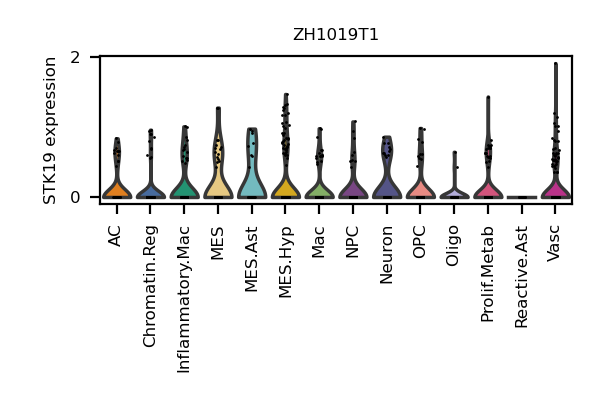 ZH1019T1
STK19 expression
2
0
AC
Chromatin.Reg
Inflammatory.Mac
MES
MES.Ast
MES.Hyp
Mac
NPC
Neuron
OPC
Oligo
Prolif.Metab
Reactive.Ast
Vasc